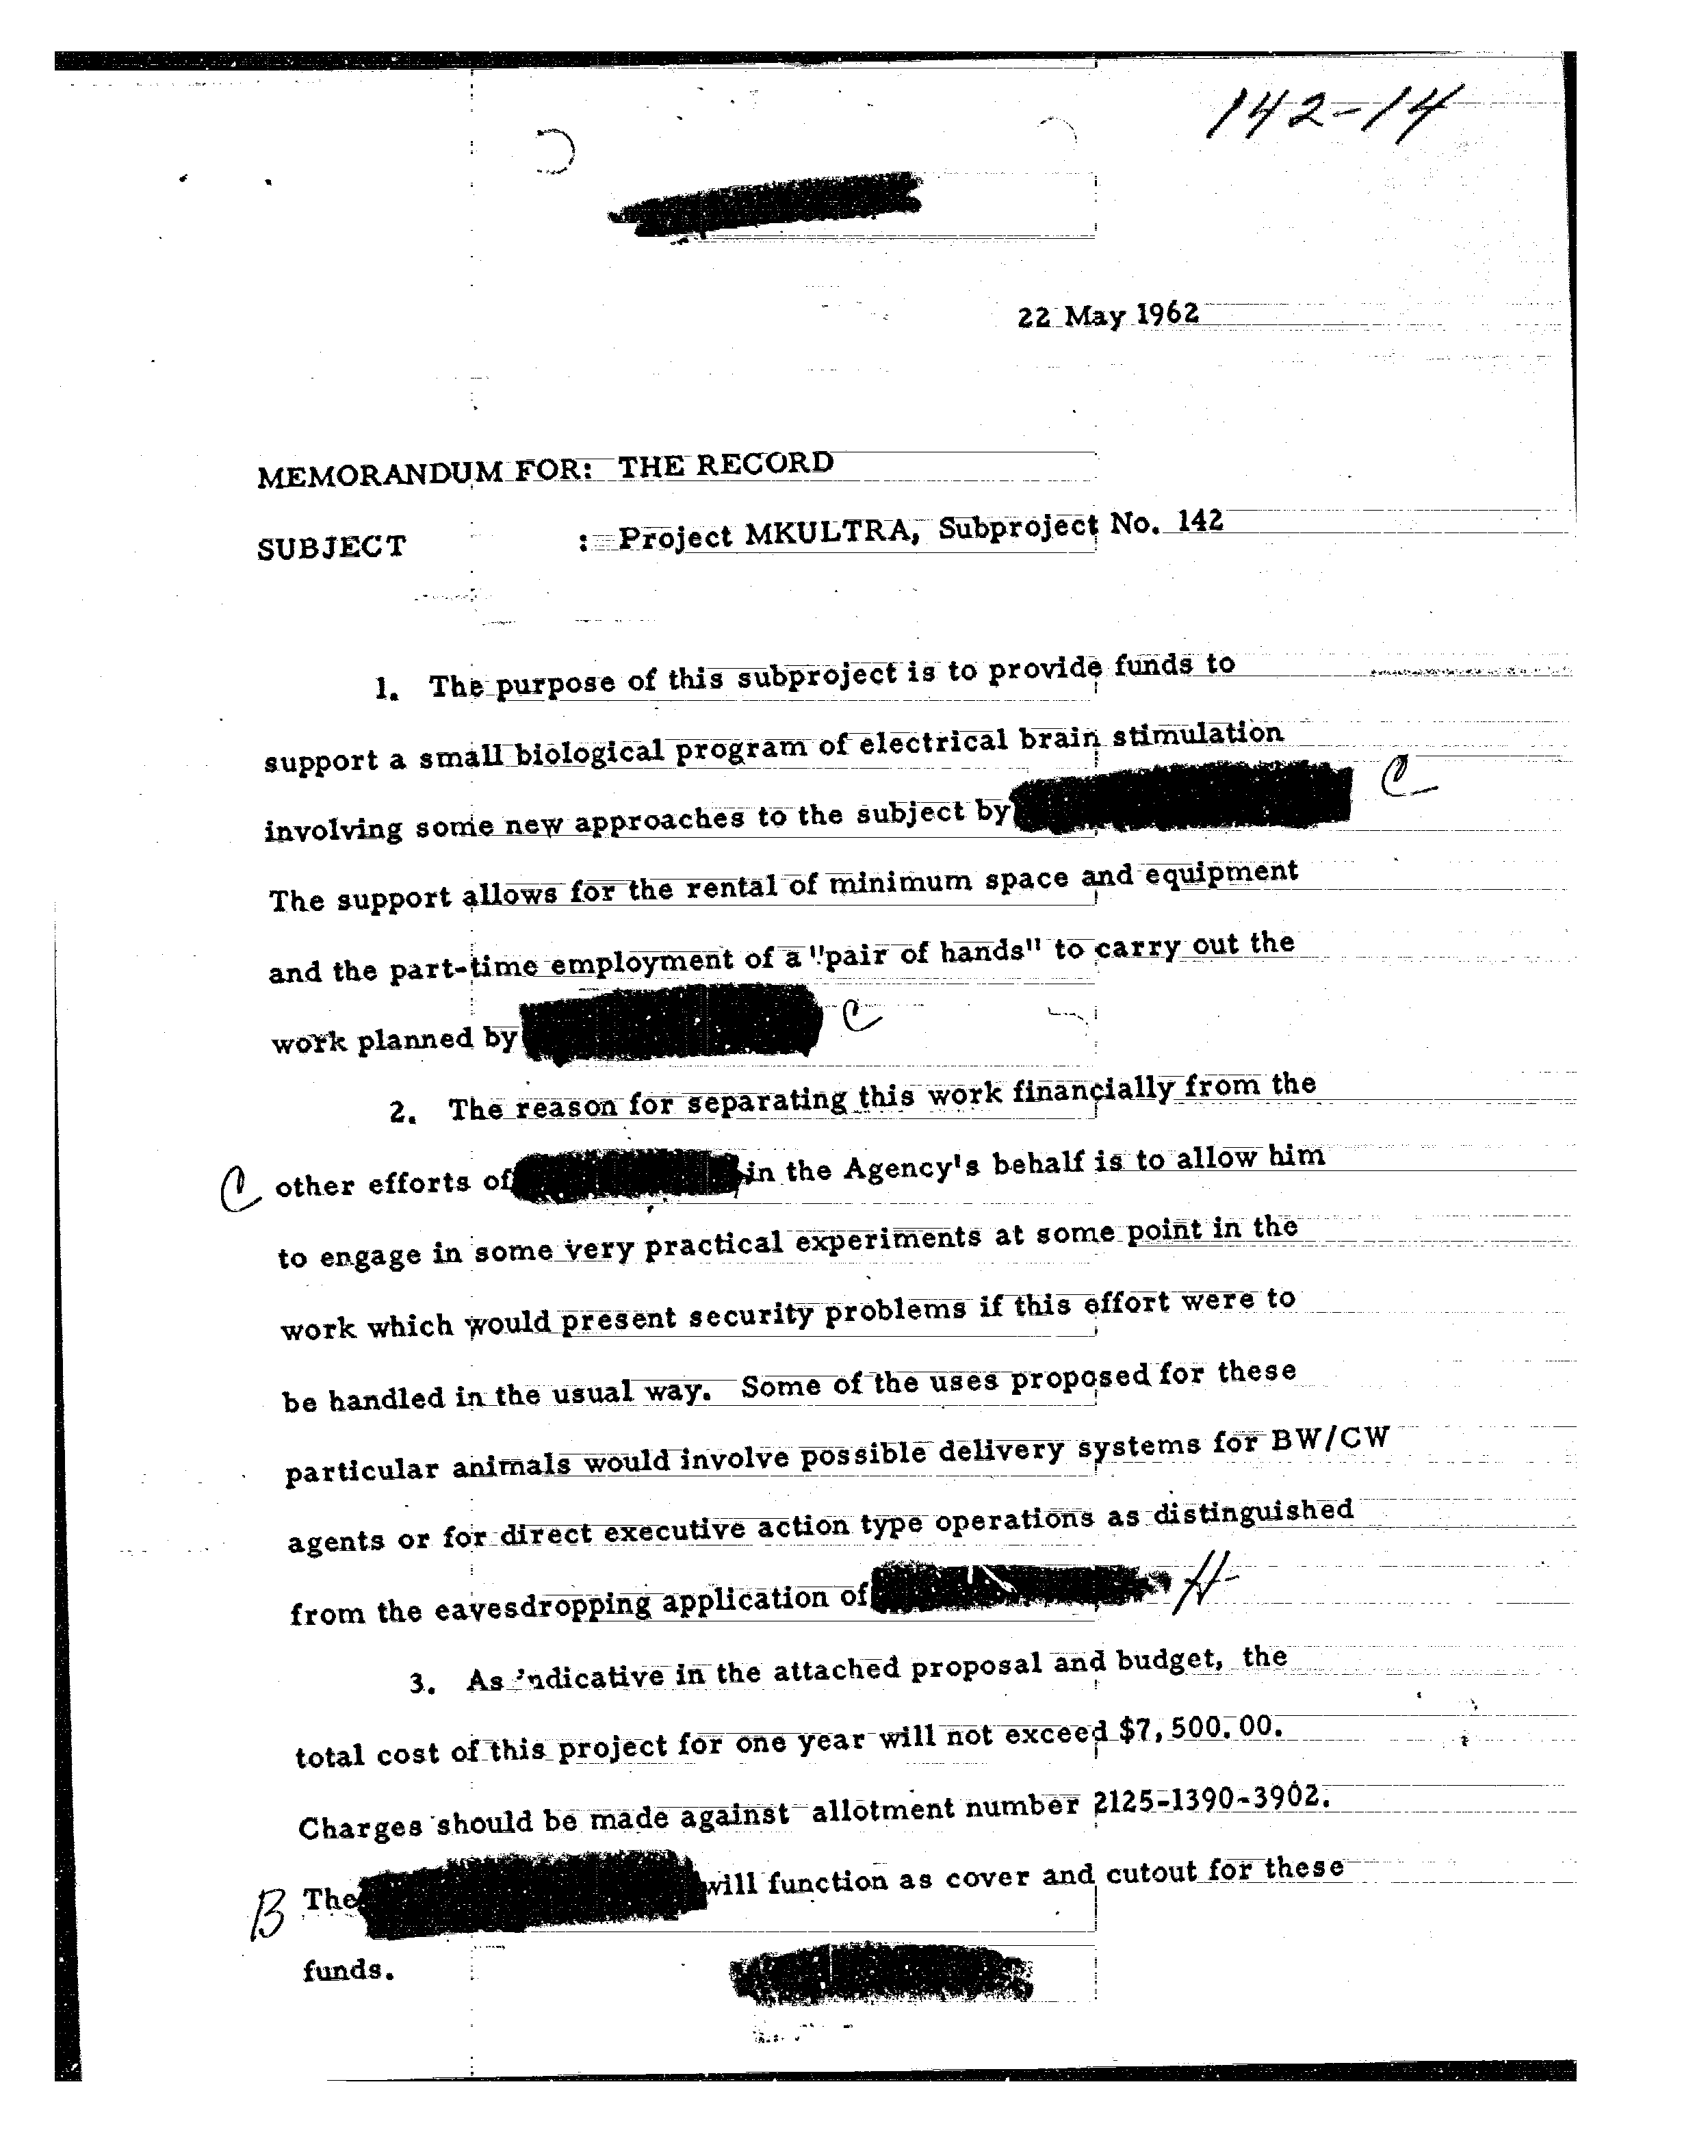 142-14
22 May 1962
MEMORANDUM FOR: THE RECORD
SUBJECT : Project MKULTRA, Subproject No. 142
1. The purpose of this subproject is to provide funds to
support a small biological program of electrical brain stimulation
involving some new approaches to the subject by
C
The support allows for the rental of minimum space and equipment
and the part-time employment of a "pair of hands" to carry out the
work planned by C
2. The reason for separating this work financially from the
C other efforts of in the Agency's behalf is to allow him
to engage in some very practical experiments at some point in the
work which would present security problems if this effort were to
be handled in the usual way. Some of the uses proposed for these
particular animals would involve possible delivery systems for BW/CW
agents or for direct executive action type operations as distinguished
from the eavesdropping application of H
3. As indicative in the attached proposal and budget, the
total cost of this project for one year will not exceed $7,500.00.
Charges should be made against allotment number 2125-1390-3902.
B The will function as cover and cutout for these
funds.